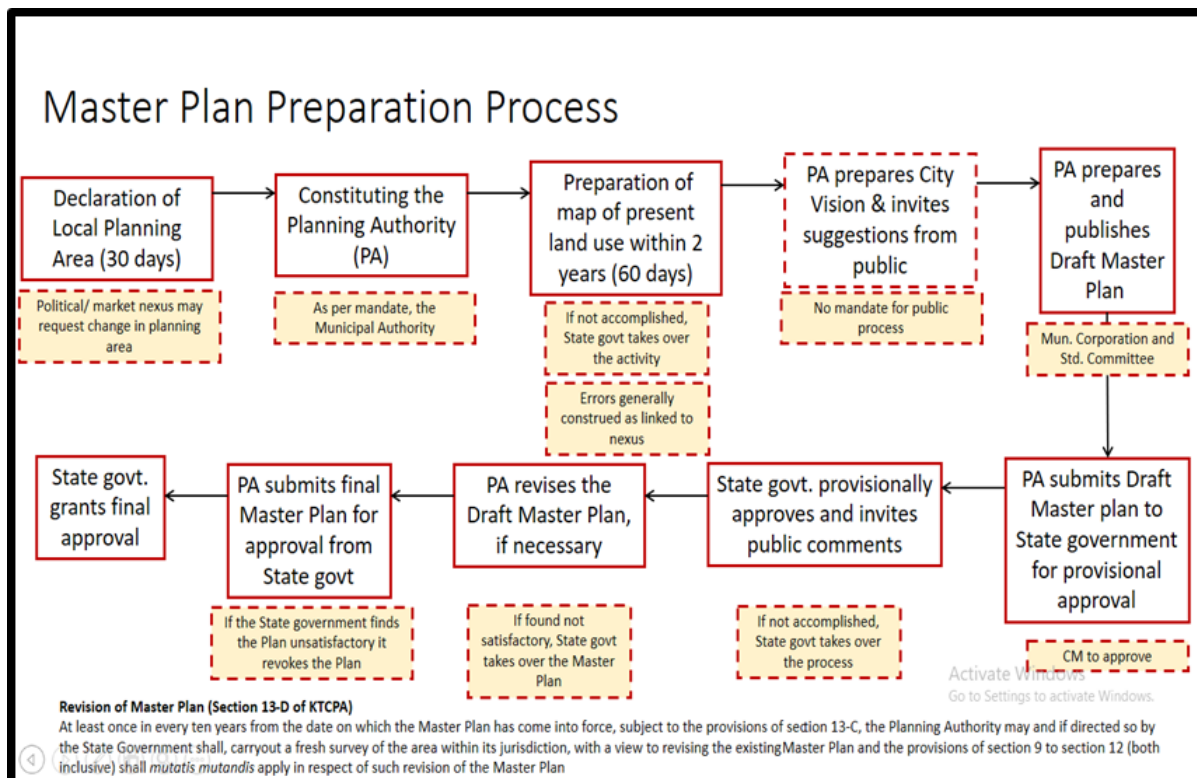 Master Plan Preparation Process
Declaration of
Local Planning
Area (30 days)
Political/ market nexus may
request change in planning
area
Constituting the
Planning Authority
(PA)
As per mandate, the
Municipal Authority
Preparation of
map of present
land use within 2
years (60 days)
If not accomplished,
State govt takes over
the activity
Errors generally
construed as linked to
nexus
PA prepares City
Vision & invites
suggestions from
public
No mandate for public
process
PA prepares
and
publishes
Draft Master
Plan
Mun. Corporation and
Std. Committee
PA submits Draft
Master plan to
State government
for provisional
approval
CM to approve
State govt. provisionally
approves and invites
public comments
If not accomplished,
State govt takes over
the process
PA revises the
Draft Master Plan,
if necessary
If found not
satisfactory, State govt
takes over the Master
Plan
PA submits final
Master Plan for
approval from
State govt
If the State government finds
the Plan unsatisfactory it
revokes the Plan
State govt.
grants final
approval
Activate Windows
Go to Settings to activate Windows.
Revision of Master Plan (Section 13-D of KTCPA)
At least once in every ten years from the date on which the Master Plan has come into force, subject to the provisions of section 13-C, the Planning Authority may and if directed so by
the State Government shall, carryout a fresh survey of the area within its jurisdiction, with a view to revising the existing Master Plan and the provisions of section 9 to section 12 (both
inclusive) shall mutatis mutandis apply in respect of such revision of the Master Plan